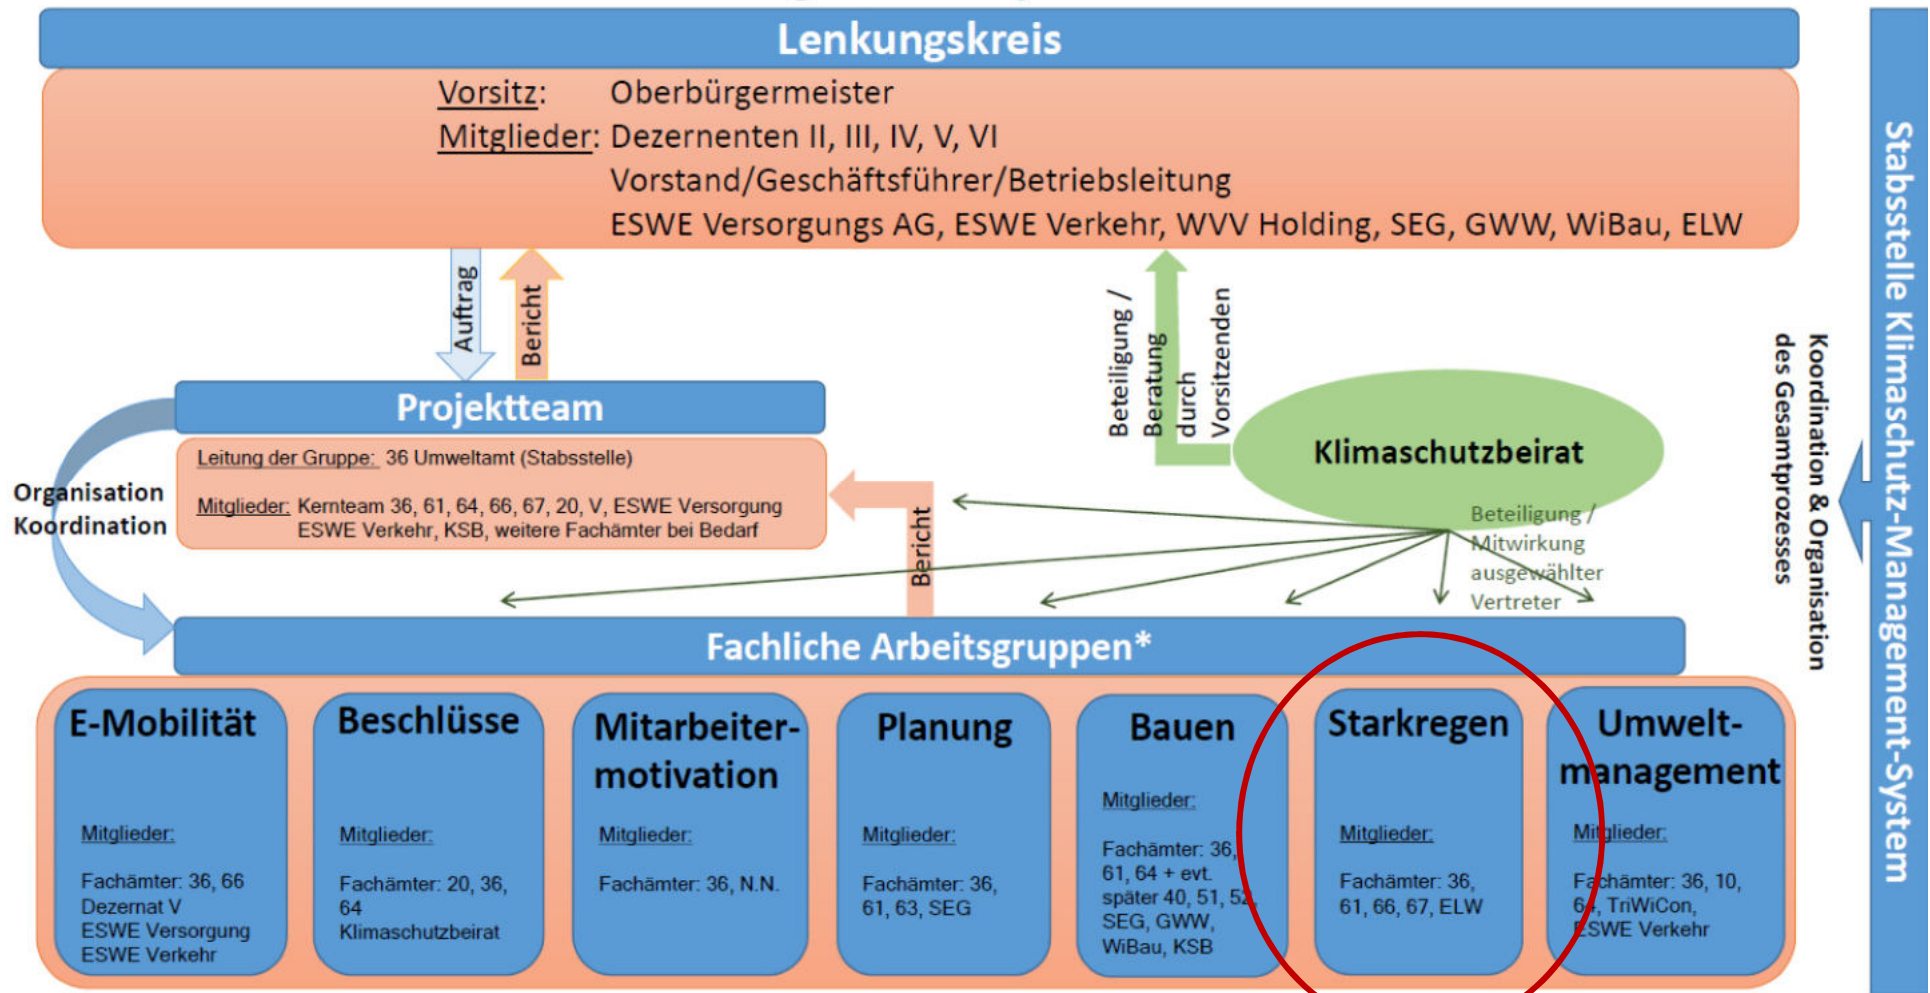 Lenkungskreis
Vorsitz: Oberbürgermeister
Mitglieder: Dezernenten II, III, IV, V, VI
Vorstand/Geschäftsführer/Betriebsleitung
ESWE Versorgungs AG, ESWE Verkehr, WVV Holding, SEG, GWW, WiBau, ELW
Auftrag
Bericht
Beteiligung /
Beratung
durch
Vorsitzenden
Projektteam
Leitung der Gruppe: 36 Umweltamt (Stabsstelle)
Mitglieder: Kernteam 36, 61, 64, 66, 67, 20, V, ESWE Versorgung
ESWE Verkehr, KSB, weitere Fachämter bei Bedarf
Organisation
Koordination
Bericht
Klimaschutzbeirat
Beteiligung /
Mitwirkung
ausgewählter
Vertreter
Koordination & Organisation
des Gesamtprozesses
Stabsstelle Klimaschutz-Management-System
Fachliche Arbeitsgruppen*
E-Mobilität
Mitglieder:
Fachämter: 36, 66
Dezernat V
ESWE Versorgung
ESWE Verkehr
Beschlüsse
Mitglieder:
Fachämter: 20, 36,
64
Klimaschutzbeirat
Mitarbeiter-
motivation
Mitglieder:
Fachämter: 36, N.N.
Planung
Mitglieder:
Fachämter: 36,
61, 63, SEG
Bauen
Mitglieder:
Fachämter: 36,
61, 64 + evt.
später 40, 51, 52,
SEG, GWW,
WiBau, KSB
Starkregen
Mitglieder:
Fachämter: 36,
61, 66, 67, ELW
Umwelt-
management
Mitglieder:
Fachämter: 36, 10,
64, TriWiCon,
ESWE Verkehr